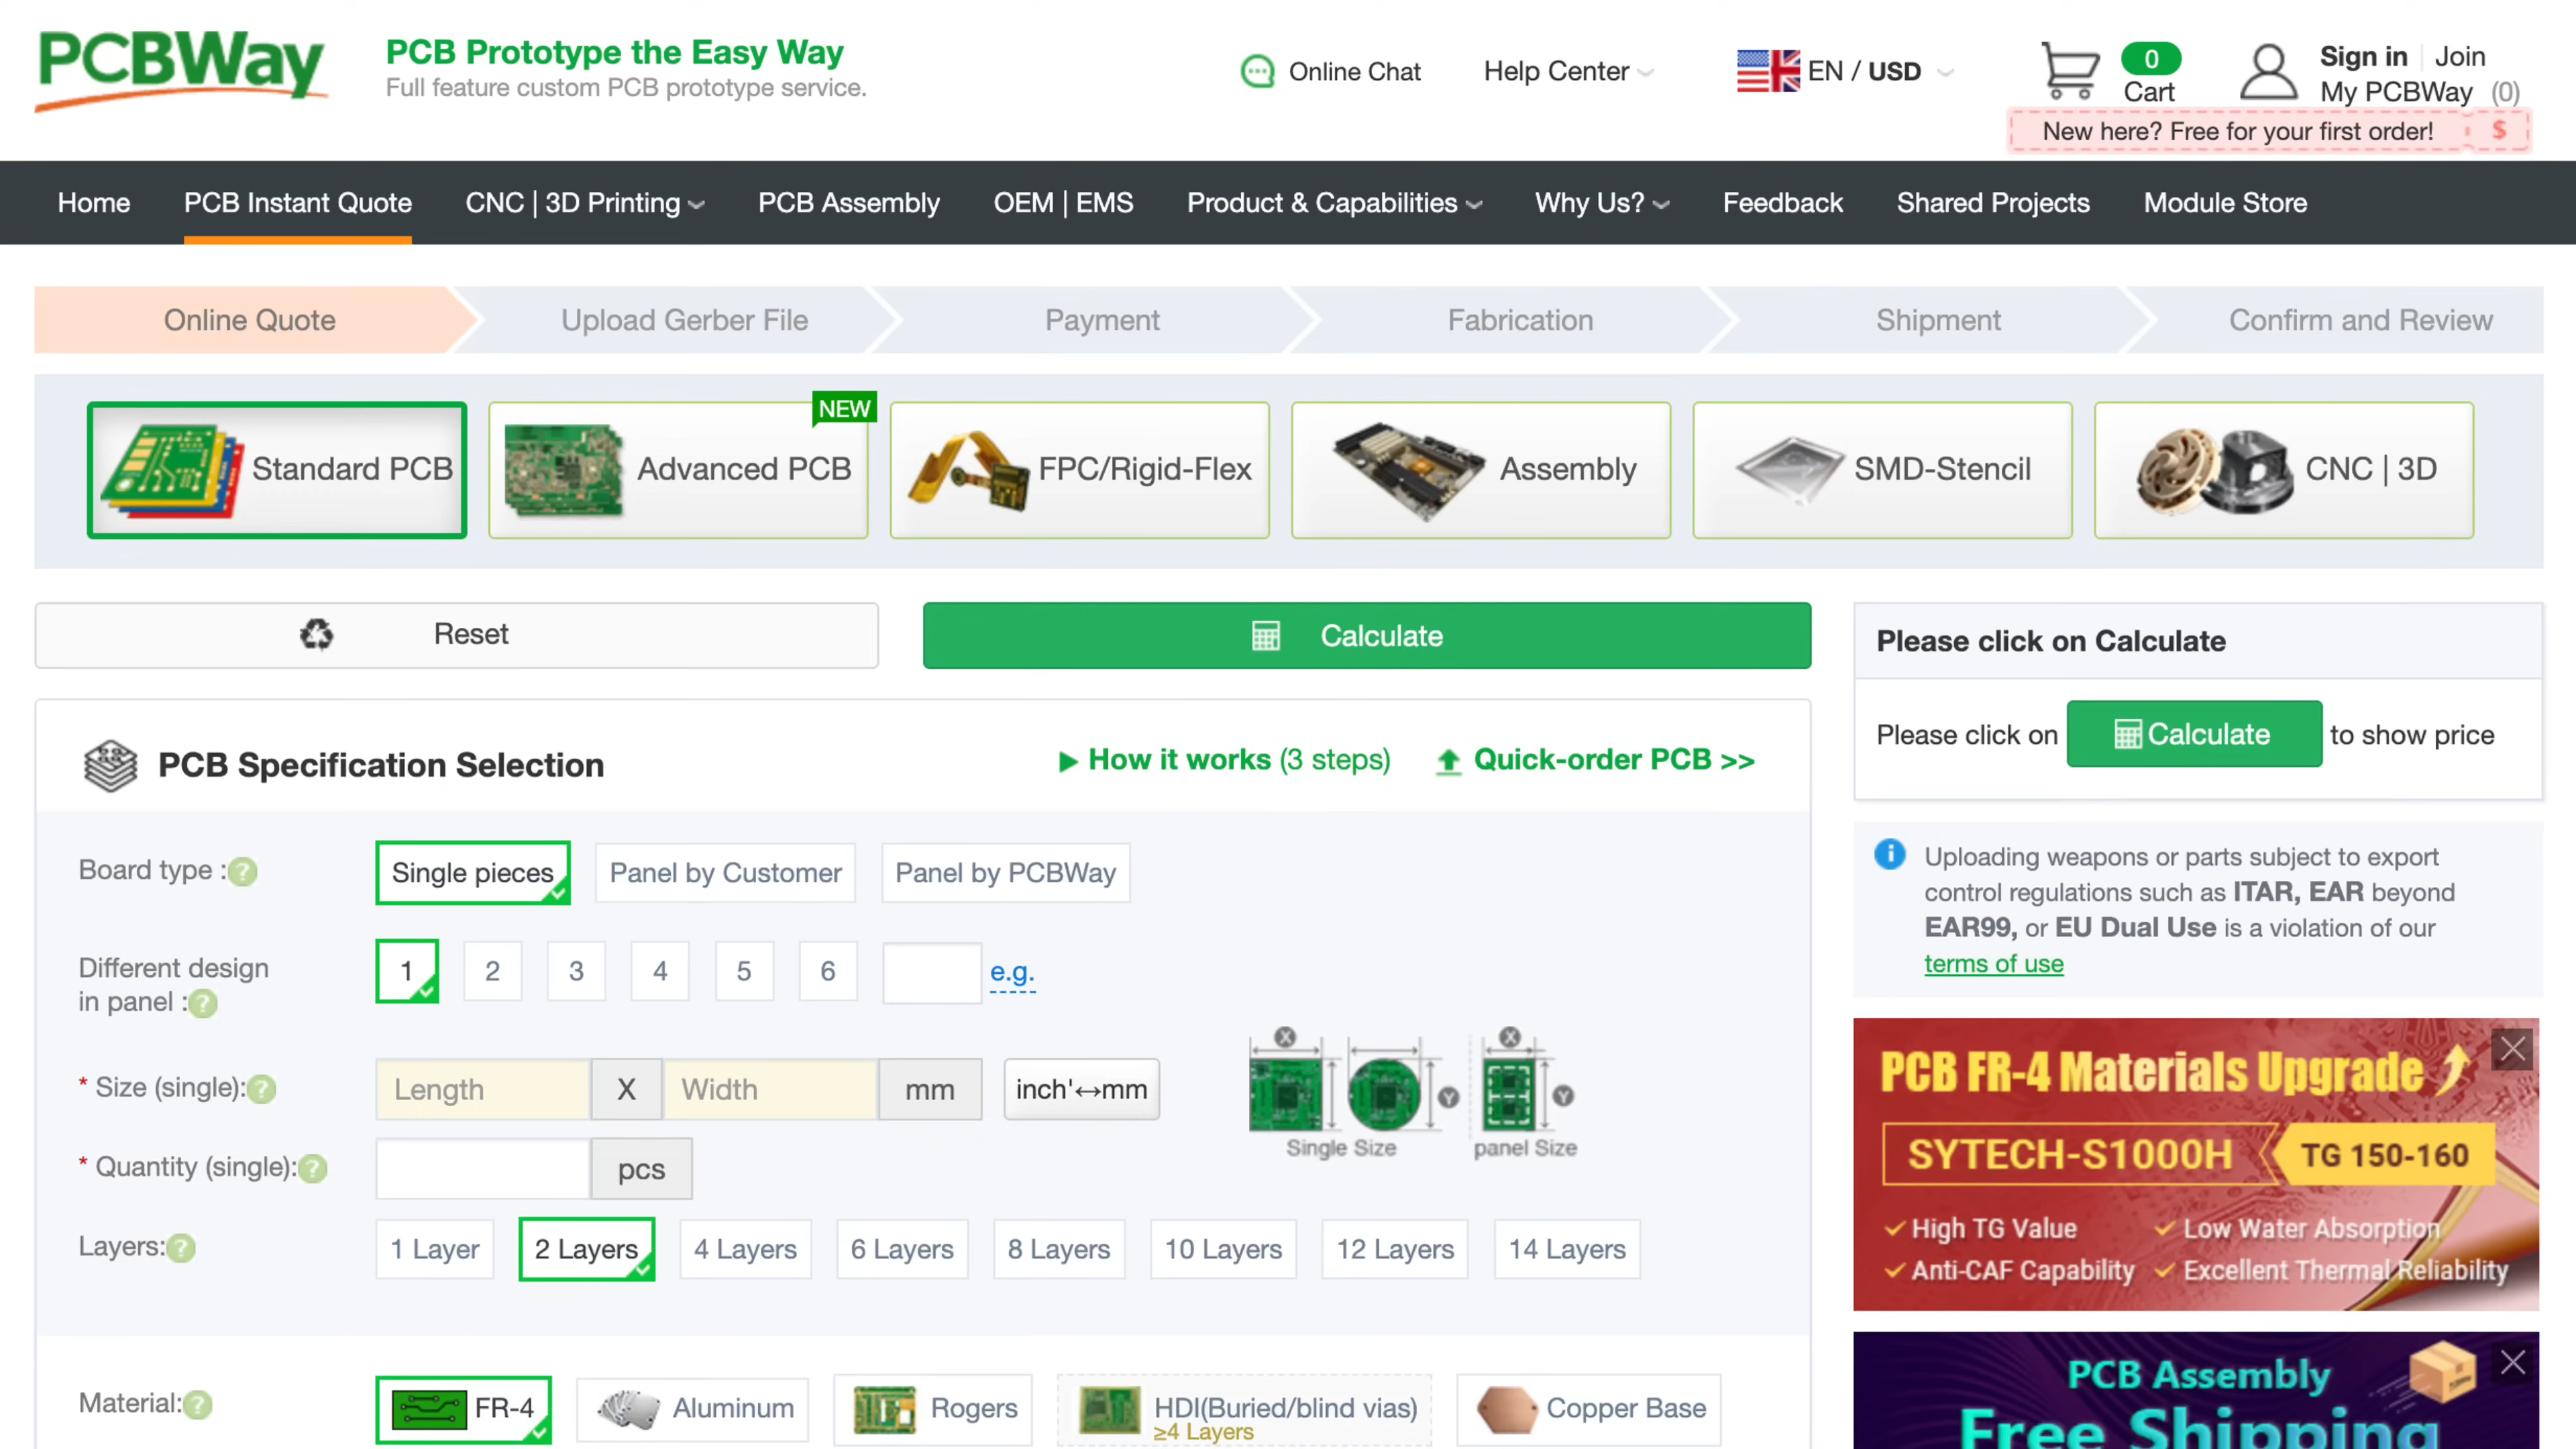 PCBWay
PCB Prototype the Easy Way
Full feature custom PCB prototype service.
Online Chat
Help Center
EN / USD
0
Cart
Sign in
Join
My PCBWay (0)
New here? Free for your first order! $
Home
PCB Instant Quote
CNC | 3D Printing
PCB Assembly
OEM | EMS
Product & Capabilities
Why Us?
Feedback
Shared Projects
Module Store
Online Quote
Upload Gerber File
Payment
Fabrication
Shipment
Confirm and Review
Standard PCB
NEW
Advanced PCB
FPC/Rigid-Flex
Assembly
SMD-Stencil
CNC | 3D
Reset
Calculate
Please click on Calculate
Please click on Calculate to show price
PCB Specification Selection
How it works (3 steps)
Quick-order PCB >>
Board type :?
Single pieces
Panel by Customer
Panel by PCBWay
Different design
in panel :?
1
2
3
4
5
6
e.g.
* Size (single):?
Length
X
Width
mm
inch'↔mm
X
X
Y
Y
Single Size
panel Size
* Quantity (single):?
pcs
Layers:?
1 Layer
2 Layers
4 Layers
6 Layers
8 Layers
10 Layers
12 Layers
14 Layers
Material:?
FR-4
Aluminum
Rogers
HDI(Buried/blind vias)
≥4 Layers
Copper Base
i
Uploading weapons or parts subject to export
control regulations such as ITAR, EAR beyond
EAR99, or EU Dual Use is a violation of our
terms of use
PCB FR-4 Materials Upgrade
SYTECH-S1000H
TG 150-160
High TG Value
Low Water Absorption
Anti-CAF Capability
Excellent Thermal Reliability
PCB Assembly
Free Shipping